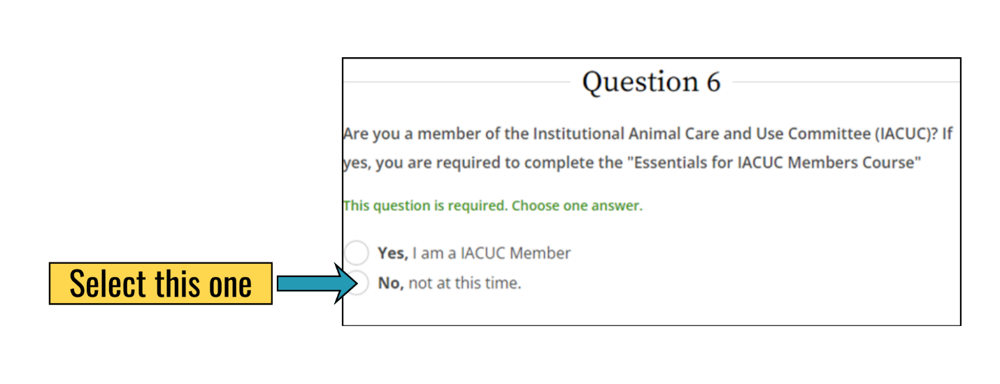 Question 6
Are you a member of the Institutional Animal Care and Use Committee (IACUC)? If
yes, you are required to complete the "Essentials for IACUC Members Course"
This question is required. Choose one answer.
Yes, I am a IACUC Member
Select this one
No, not at this time.